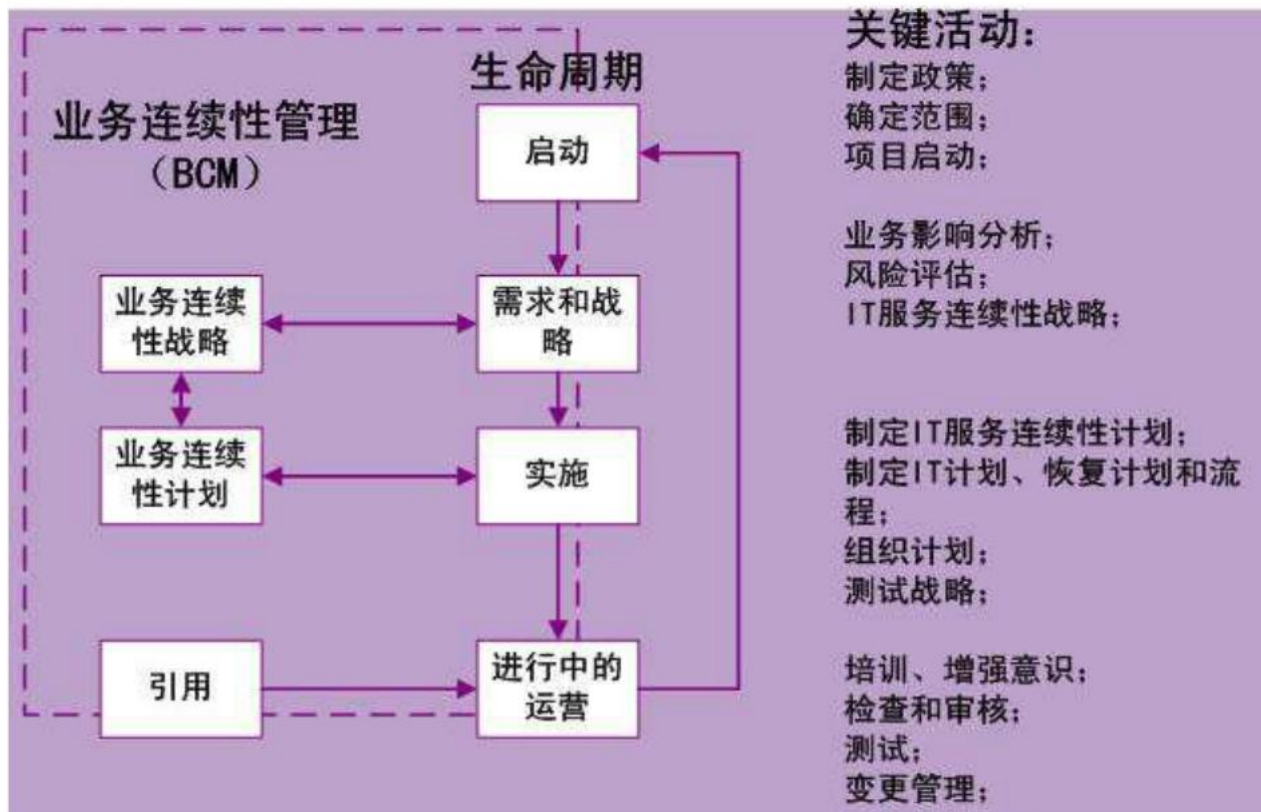 业务连续性管理
（BCM）
生命周期
启动
业务连续
性战略
需求和战
略
业务连续
性计划
实施
引用
进行中的
运营
关键活动：
制定政策；
确定范围；
项目启动；
业务影响分析；
风险评估；
IT服务连续性战略；
制定IT服务连续性计划；
制定IT计划、恢复计划和流
程；
组织计划；
测试战略；
培训、增强意识；
检查和审核；
测试；
变更管理；